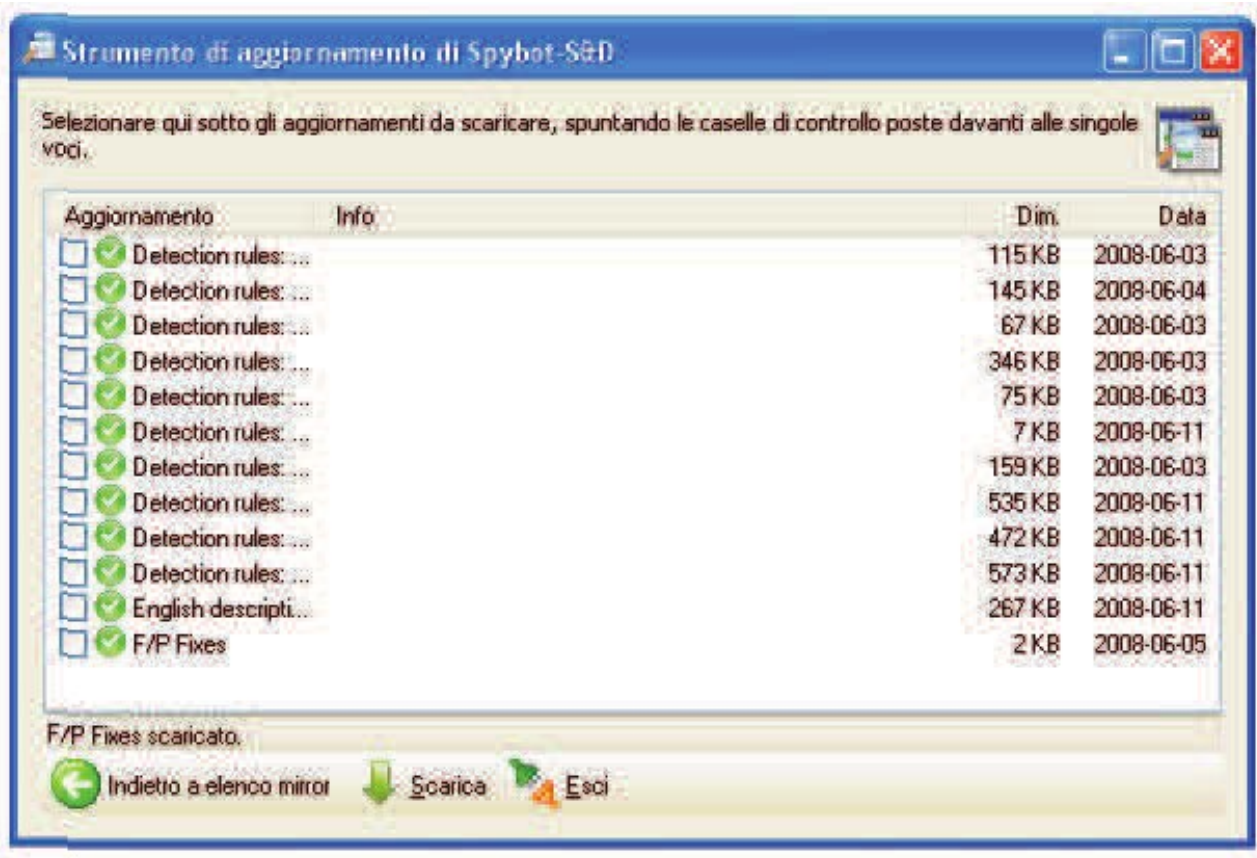 Strumento di aggiornamento di Spybot-S&D
Selezionare qui sotto gli aggiornamenti da scaricare, spuntando le caselle di controllo poste davanti alle singole
voci.
Aggiornamento Info Dim. Data
Detection rules: ... 115 KB 2008-06-03
Detection rules: ... 145 KB 2008-06-04
Detection rules: ... 67 KB 2008-06-03
Detection rules: ... 346 KB 2008-06-03
Detection rules: ... 75 KB 2008-06-03
Detection rules: ... 7 KB 2008-06-11
Detection rules: ... 159 KB 2008-06-03
Detection rules: ... 535 KB 2008-06-11
Detection rules: ... 472 KB 2008-06-11
Detection rules: ... 573 KB 2008-06-11
English descripti... 267 KB 2008-06-11
F/P Fixes 2 KB 2008-06-05
F/P Fixes scaricato.
Indietro a elenco mirror Scarica Esci